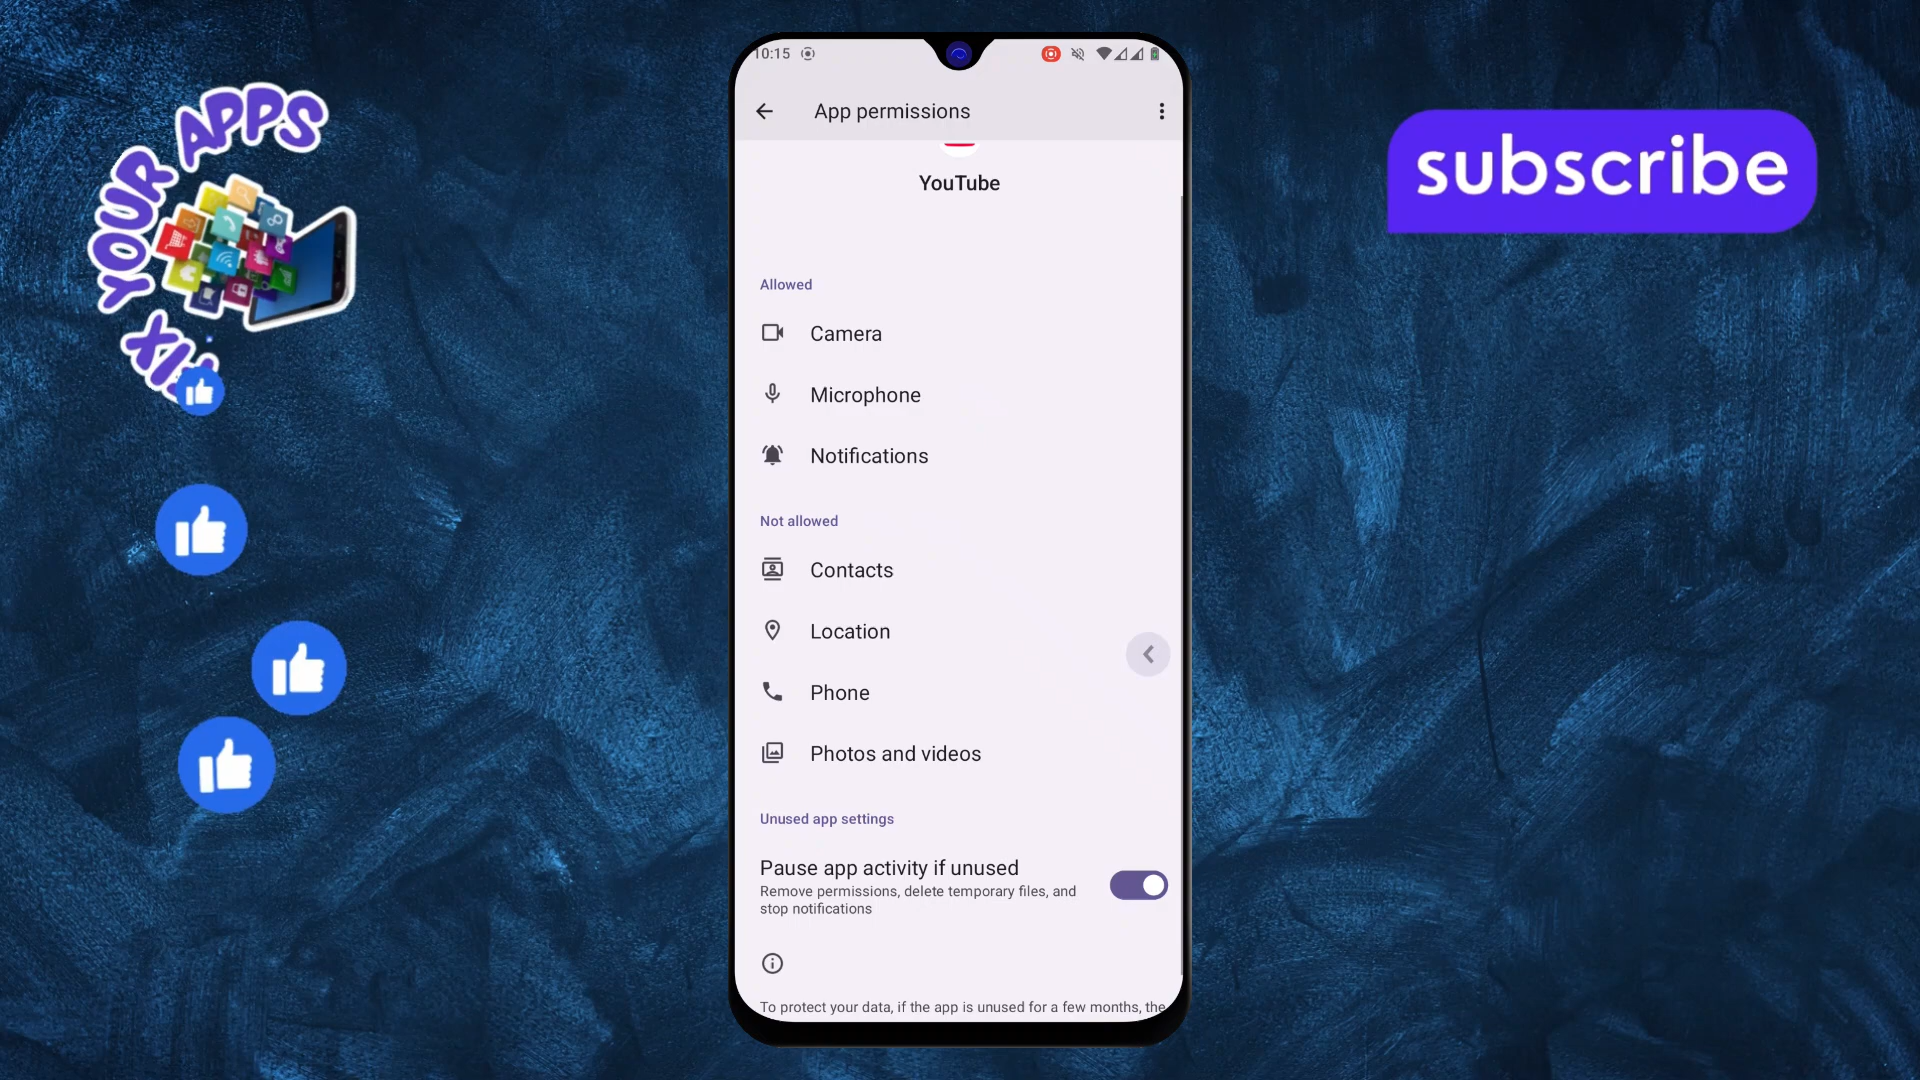 YOUR APPS
FIX
subscribe
10:15
App permissions
YouTube
Allowed
Camera
Microphone
Notifications
Not allowed
Contacts
Location
Phone
Photos and videos
Unused app settings
Pause app activity if unused
Remove permissions, delete temporary files, and
stop notifications
To protect your data, if the app is unused for a few months, the